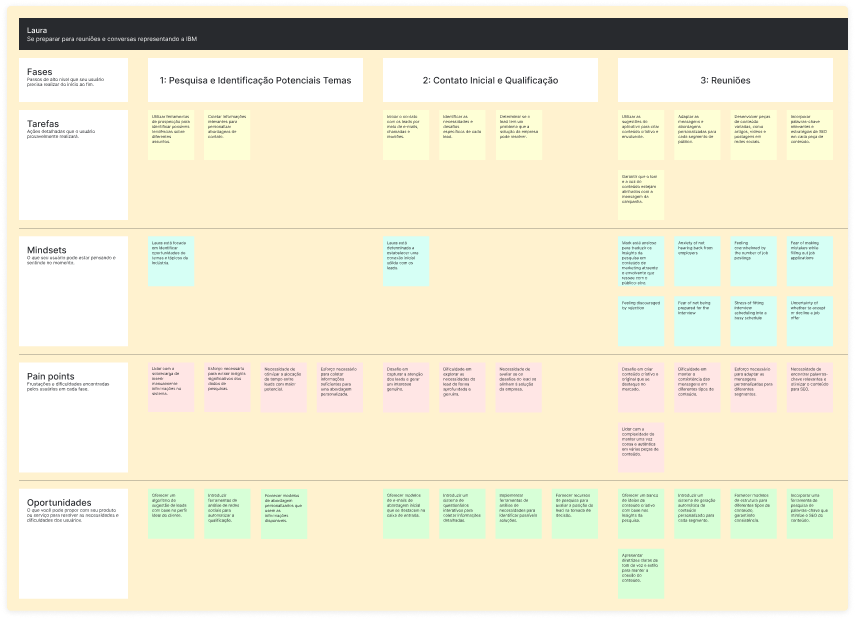 Laura
Se preparar para reuniões e conversas representando a IBM
Fases
Passos de alto nível que seu usuário
precisa realizar do início ao fim.
1: Pesquisa e Identificação Potenciais Temas
2: Contato Inicial e Qualificação
3: Reuniões
Tarefas
Ações detalhadas que o usuário
provavelmente realizará.
Utilizar ferramentas
de prospecção para
identificar possíveis
tendências sobre
diferentes
assuntos.
Coletar informações
relevantes para
personalizar
abordagens de
contato.
Iniciar o contato
com os leads por
meio de e-mails,
chamadas e
reuniões.
Identificar as
necessidades e
desafios
específicos de cada
lead.
Determinar se o
lead tem um
problema que a
solução da empresa
pode resolver.
Utilizar as
sugestões do
aplicativo para criar
conteúdo criativo e
envolvente.
Adaptar as
mensagens e
abordagens
personalizadas para
cada segmento de
público.
Desenvolver peças
de conteúdo
variadas, como
artigos, vídeos e
postagens em
redes sociais.
Incorporar
palavras-chave
relevantes e
estratégias de SEO
em cada peça de
conteúdo.
Garantir que o tom
e a voz do
conteúdo estejam
alinhados com a
mensagem da
campanha.
Mindsets
O que seu usuário pode estar pensando e
sentindo no momento.
Laura está focada
em identificar
oportunidades de
temas e tópicos da
indústria.
Laura está
determinada a
estabelecer uma
conexão inicial
sólida com os
leads.
Mark está ansioso
para traduzir os
insights da
pesquisa em
conteúdo de
marketing atraente
e envolvente que
ressoe com o
público-alvo.
Anxiety of not
hearing back from
employers
Feeling
overwhelmed by
the number of job
postings
Fear of making
mistakes while
filling out job
applications
Feeling discouraged
by rejection
Fear of not being
prepared for the
interview
Stress of fitting
interview
scheduling into a
busy schedule
Uncertainty of
whether to accept
or decline a job
offer
Pain points
Frustrações e dificuldades encontradas
pelos usuários em cada fase.
Lidar com a
sobrecarga de
inserir
manualmente
informações no
sistema.
Esforço necessário
para extrair insights
significativos dos
dados de
pesquisas.
Necessidade de
otimizar a alocação
de tempo entre
leads com maior
potencial.
Esforço necessário
para coletar
informações
suficientes para
uma abordagem
personalizada.
Desafio em
capturar a atenção
dos leads e gerar
um interesse
genuíno.
Dificuldade em
explorar as
necessidades do
lead de forma
aprofundada e
genuína.
Necessidade de
avaliar se os
desafios do lead se
alinham à solução
da empresa.
Desafio em criar
conteúdo criativo e
original que se
destaque no
mercado.
Dificuldade em
manter a
consistência das
mensagens em
diferentes tipos de
conteúdo.
Esforço necessário
para adaptar as
mensagens
personalizadas para
diferentes
segmentos.
Necessidade de
encontrar palavras-
chave relevantes e
otimizar o conteúdo
para SEO.
Lidar com a
complexidade de
manter uma voz
coesa e autêntica
em várias peças de
conteúdo.
Oportunidades
O que você pode propor com seu produto
ou serviço para resolver as necessidades e
dificuldades dos usuários.
Oferecer um
algoritmo de
sugestão de leads
com base no perfil
ideal do cliente.
Introduzir
ferramentas de
análise de redes
sociais para
automatizar a
qualificação.
Fornecer modelos
de abordagem
personalizados que
usem as
informações
disponíveis.
Oferecer modelos
de e-mails de
abordagem inicial
que se destacam na
caixa de entrada.
Introduzir um
sistema de
questionários
interativos para
coletar informações
detalhadas.
Implementar
ferramentas de
análise de
necessidades para
identificar possíveis
soluções.
Fornecer recursos
de pesquisa para
avaliar a posição do
lead na tomada de
decisão.
Oferecer um banco
de ideias de
conteúdo criativo
com base nos
insights da
pesquisa.
Introduzir um
sistema de geração
automática de
conteúdo
personalizado para
cada segmento.
Fornecer modelos
de estrutura para
diferentes tipos de
conteúdo,
garantindo
consistência.
Incorporar uma
ferramenta de
pesquisa de
palavras-chave que
otimize o SEO do
conteúdo.
Apresentar
diretrizes claras de
tom de voz e estilo
para manter a
coesão do
conteúdo.